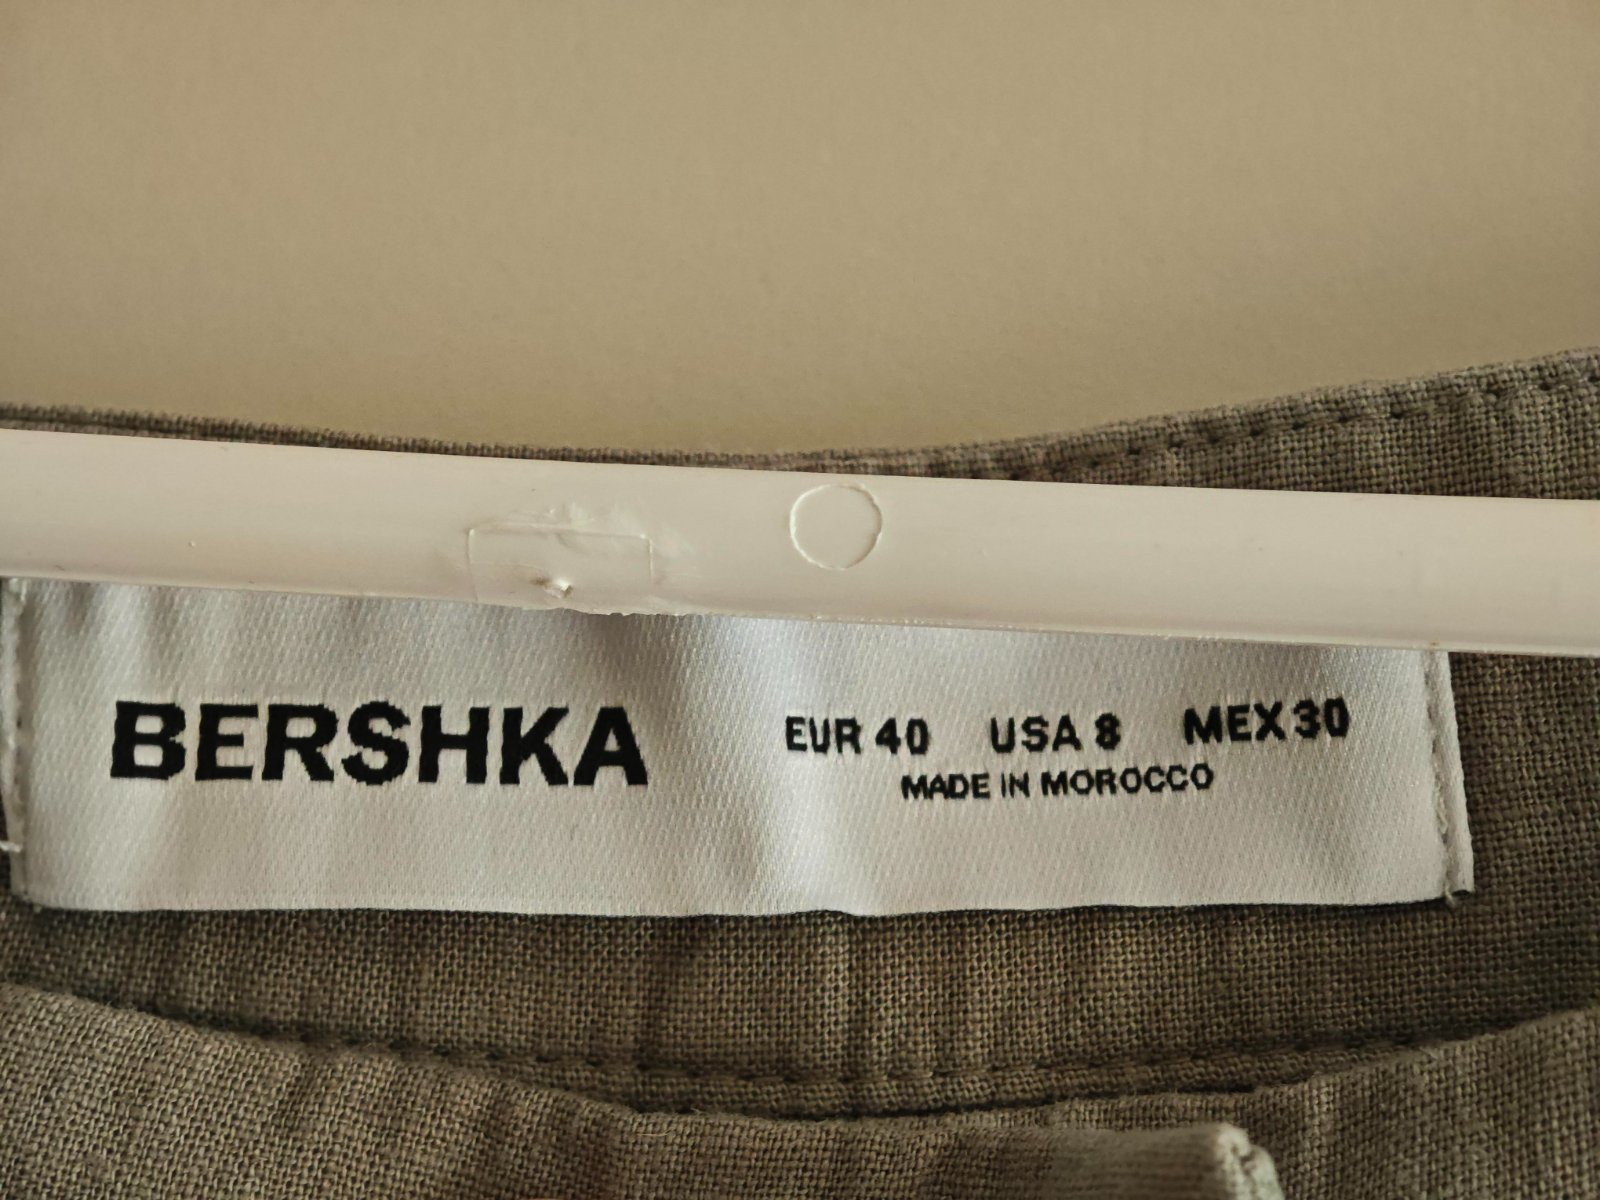 BERSHKA
EUR 40 USA 8 MEX 30
MADE IN MOROCCO